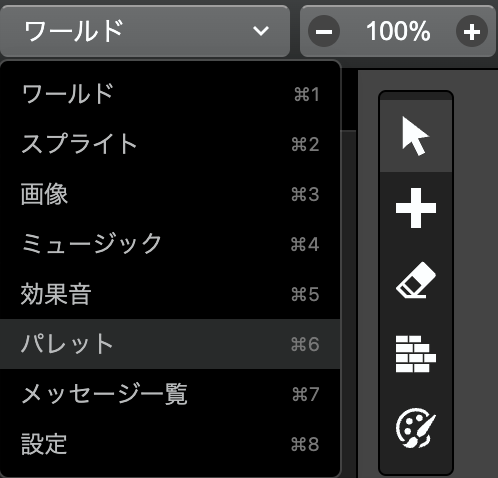 ワールド 100%
ワールド ⌘1
スプライト ⌘2
画像 ⌘3
ミュージック ⌘4
効果音 ⌘5
パレット ⌘6
メッセージ一覧 ⌘7
設定 ⌘8